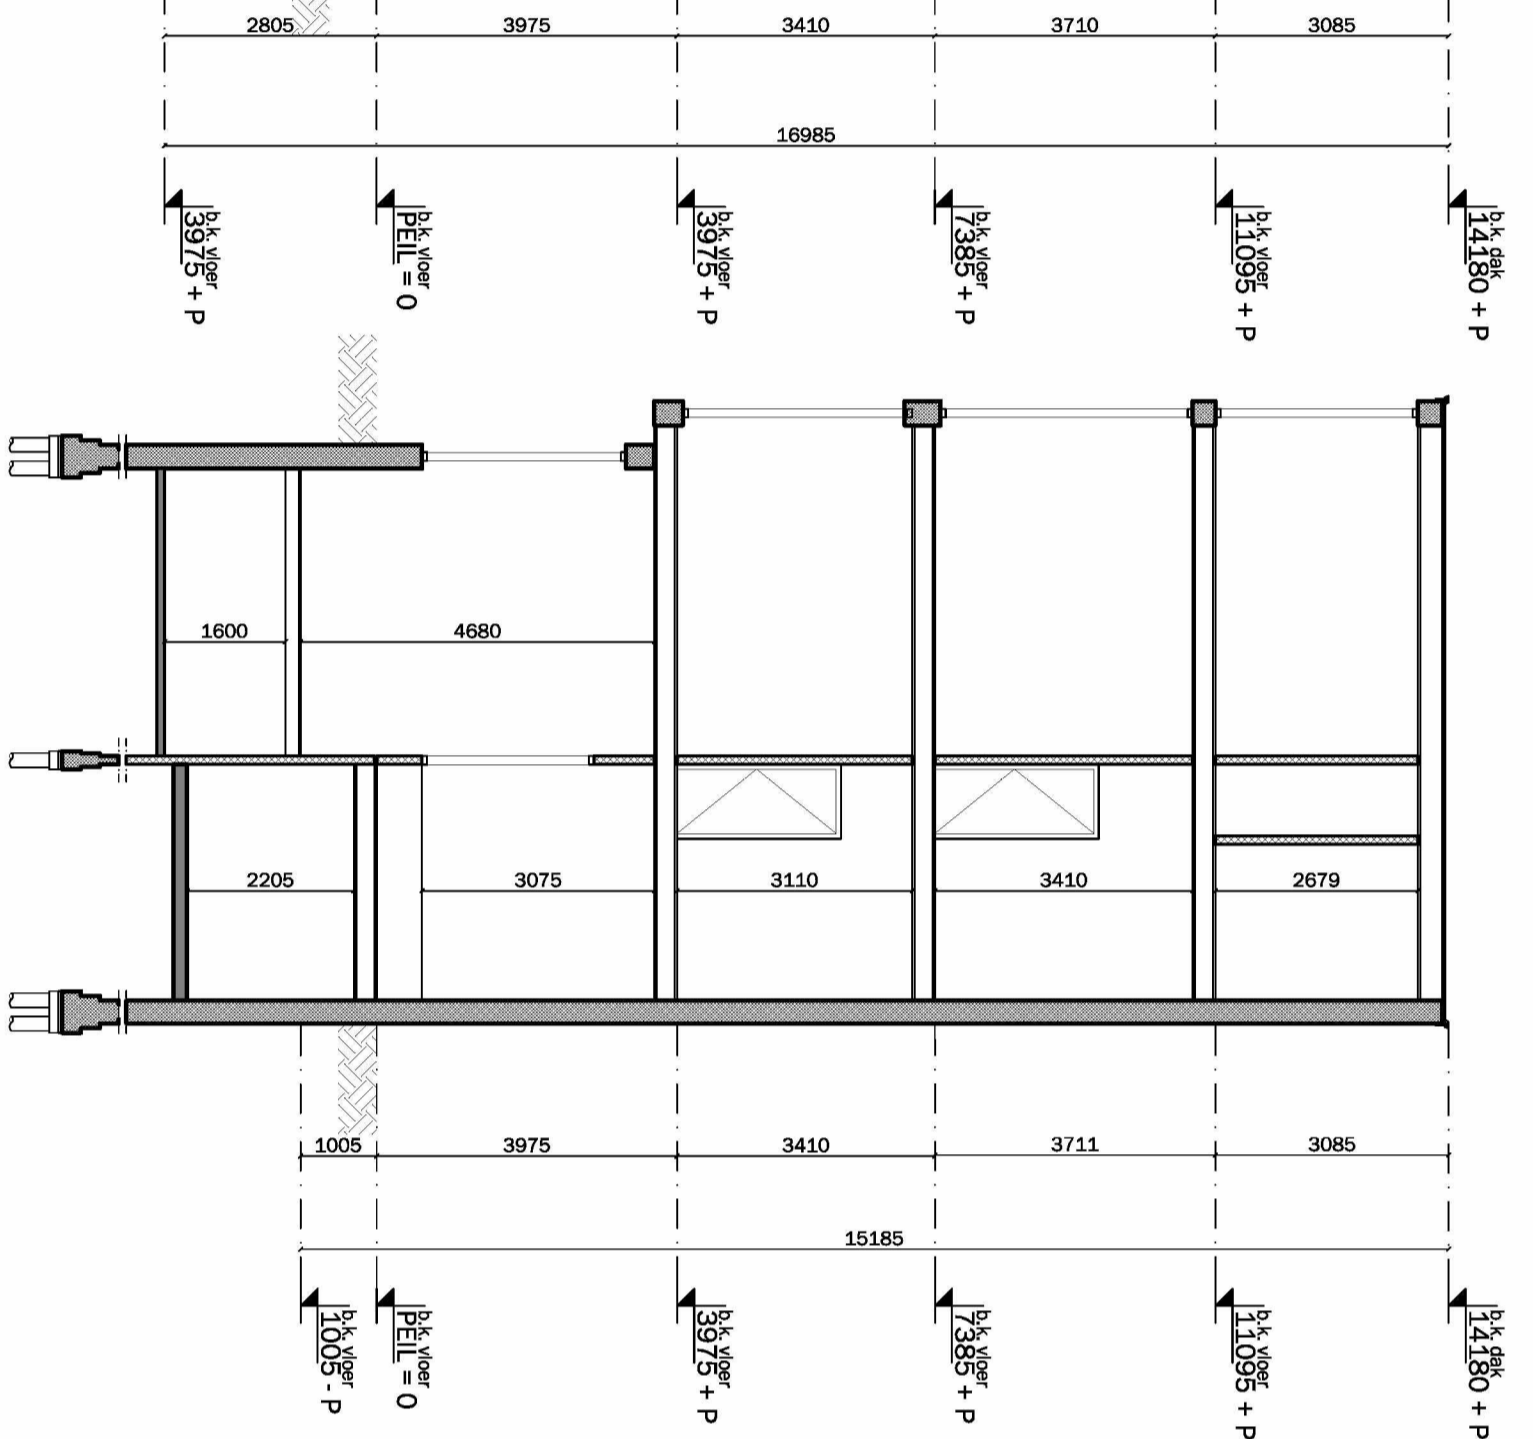 2805 3975 3410 3710 3085
16985
b.k. vloer
3975 + P
b.k. vloer
PEIL = 0
b.k. vloer
3975 + P
b.k. vloer
7385 + P
b.k. vloer
11095 + P
b.k. dak
14180 + P
1600 4680
2205 3075 3110 3410 2679
1005 3975 3410 3711 3085
15185
b.k. vloer
1005 - P
b.k. vloer
PEIL = 0
b.k. vloer
3975 + P
b.k. vloer
7385 + P
b.k. vloer
11095 + P
b.k. dak
14180 + P